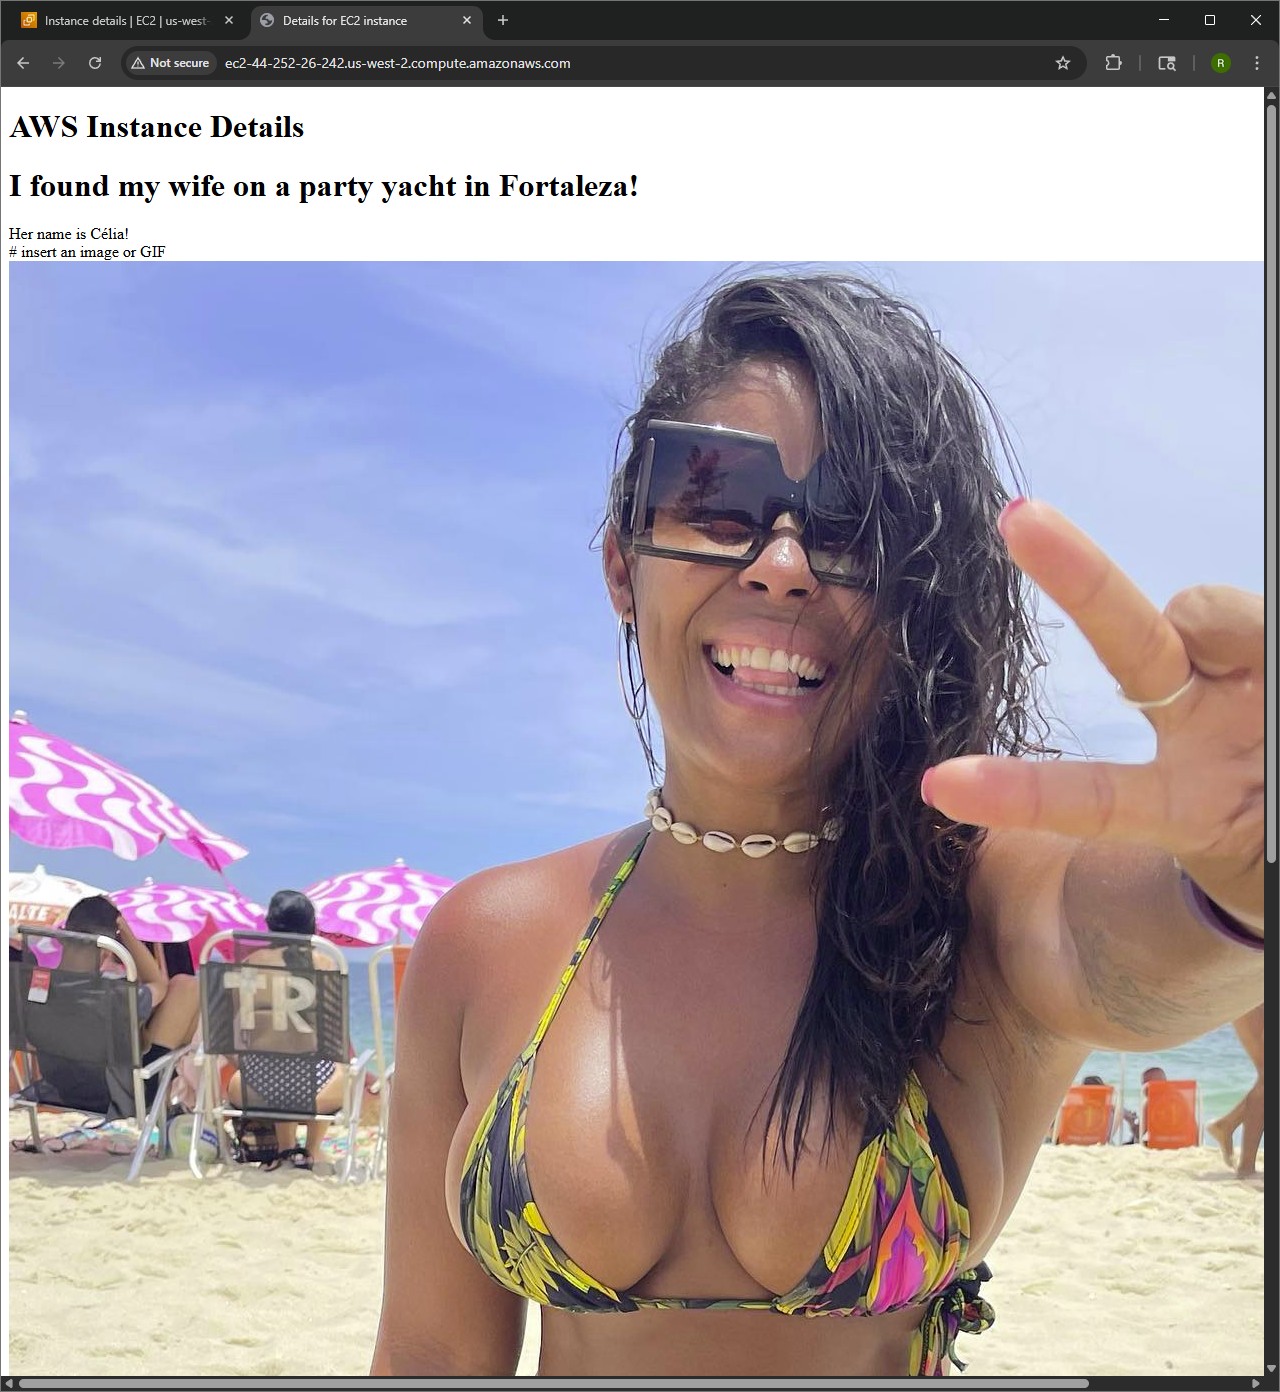 Instance details | EC2 | us-west-
Details for EC2 instance
Not secure
ec2-44-252-26-242.us-west-2.compute.amazonaws.com
R
AWS Instance Details
I found my wife on a party yacht in Fortaleza!
Her name is Célia!
# insert an image or GIF
ALTE
TR